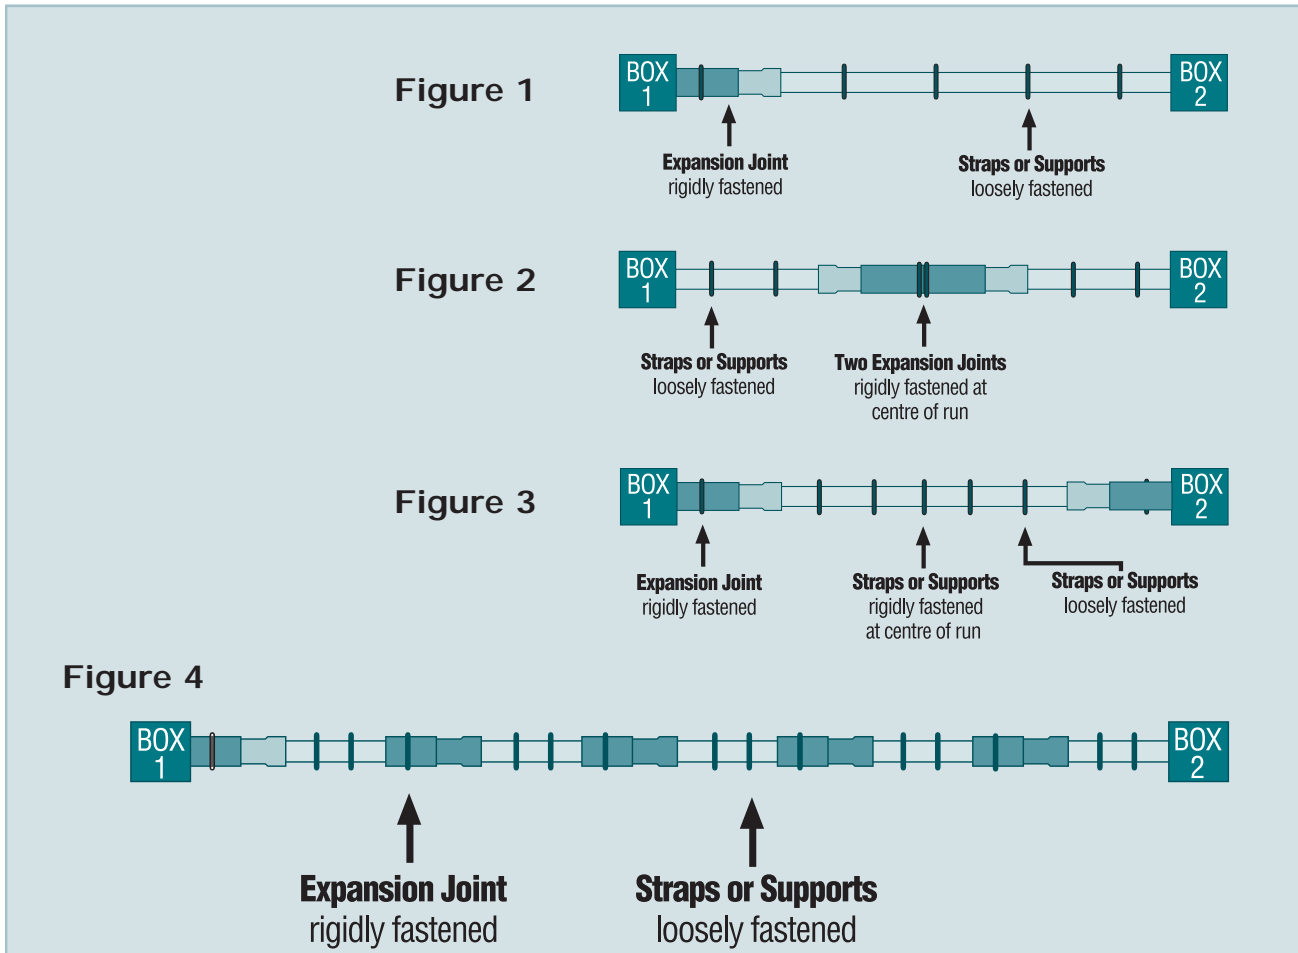 Figure 1
BOX
1
BOX
2
Expansion Joint
rigidly fastened
Straps or Supports
loosely fastened
Figure 2
BOX
1
BOX
2
Straps or Supports
loosely fastened
Two Expansion Joints
rigidly fastened at
centre of run
Figure 3
BOX
1
BOX
2
Expansion Joint
rigidly fastened
Straps or Supports
rigidly fastened
at centre of run
Straps or Supports
loosely fastened
Figure 4
BOX
1
BOX
2
Expansion Joint
rigidly fastened
Straps or Supports
loosely fastened